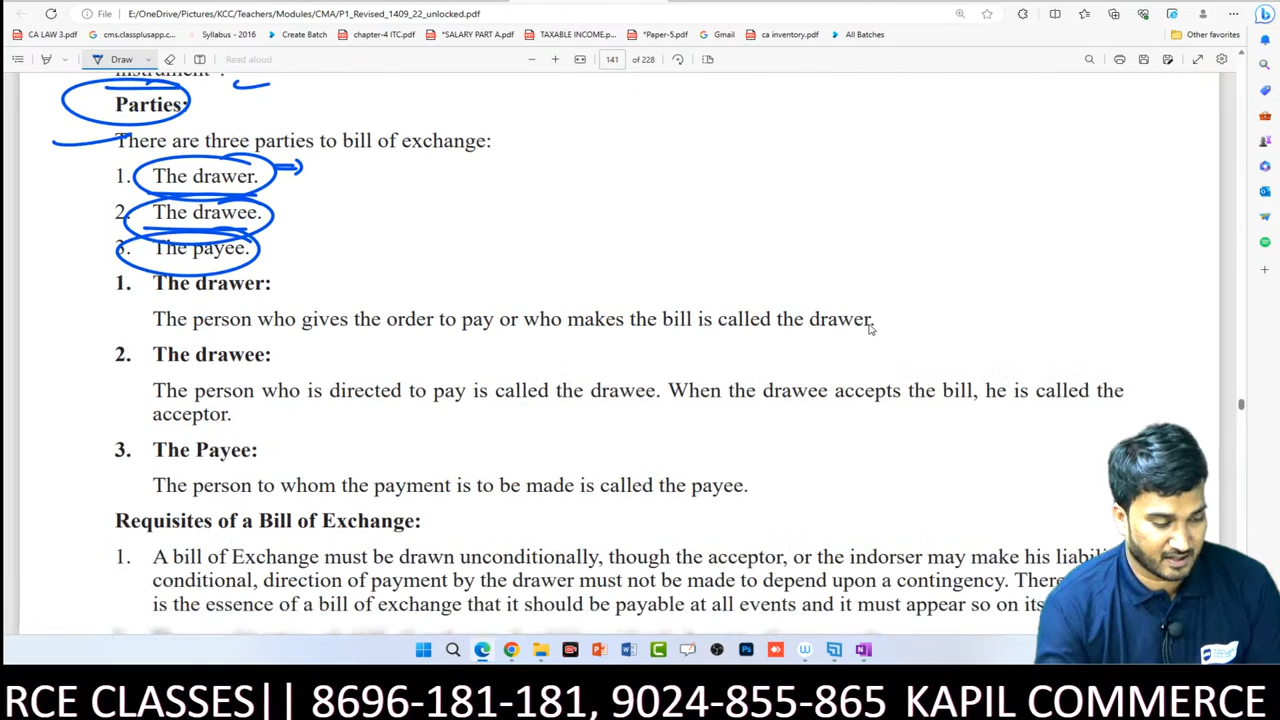 File
E:/OneDrive/Pictures/KCC/Teachers/Modules/CMA/P1_Revised_1409_22_unlocked.pdf
CA LAW 3.pdf
cms.classplusapp.c...
Syllabus - 2016
Create Batch
chapter-4 ITC.pdf
*SALARY PART A.pdf
TAXABLE INCOME.p...
*Paper-5.pdf
Gmail
ca inventory.pdf
All Batches
Other favorites
Draw
Read aloud
141 of 228
instrument".
Parties:
There are three parties to bill of exchange:
1. The drawer.
2. The drawee.
3. The payee.
1. The drawer:
The person who gives the order to pay or who makes the bill is called the drawer.
2. The drawee:
The person who is directed to pay is called the drawee. When the drawee accepts the bill, he is called the
acceptor.
3. The Payee:
The person to whom the payment is to be made is called the payee.
Requisites of a Bill of Exchange:
1. A bill of Exchange must be drawn unconditionally, though the acceptor, or the indorser may make his liabili
conditional, direction of payment by the drawer must not be made to depend upon a contingency. There
is the essence of a bill of exchange that it should be payable at all events and it must appear so on its
RCE CLASSES|| 8696-181-181, 9024-855-865 KAPIL COMMERCE